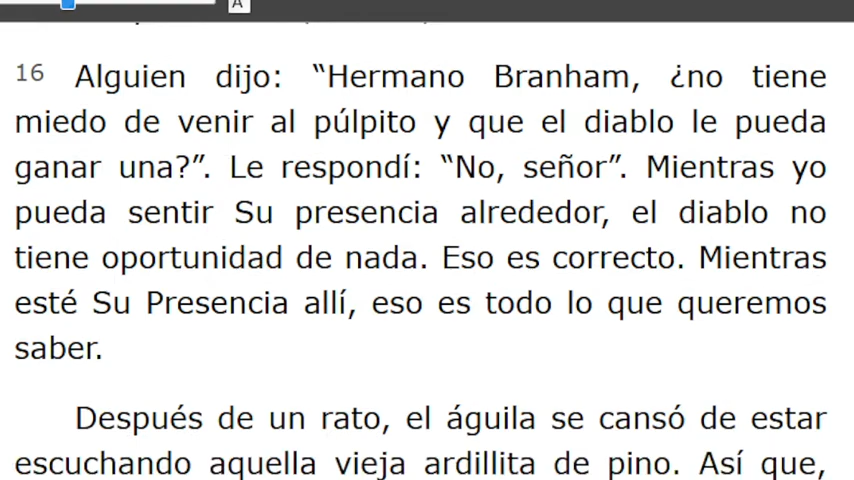 A
16 Alguien dijo: “Hermano Branham, ¿no tiene
miedo de venir al púlpito y que el diablo le pueda
ganar una?”. Le respondí: “No, señor”. Mientras yo
pueda sentir Su presencia alrededor, el diablo no
tiene oportunidad de nada. Eso es correcto. Mientras
esté Su Presencia allí, eso es todo lo que queremos
saber.
Después de un rato, el águila se cansó de estar
escuchando aquella vieja ardillita de pino. Así que,